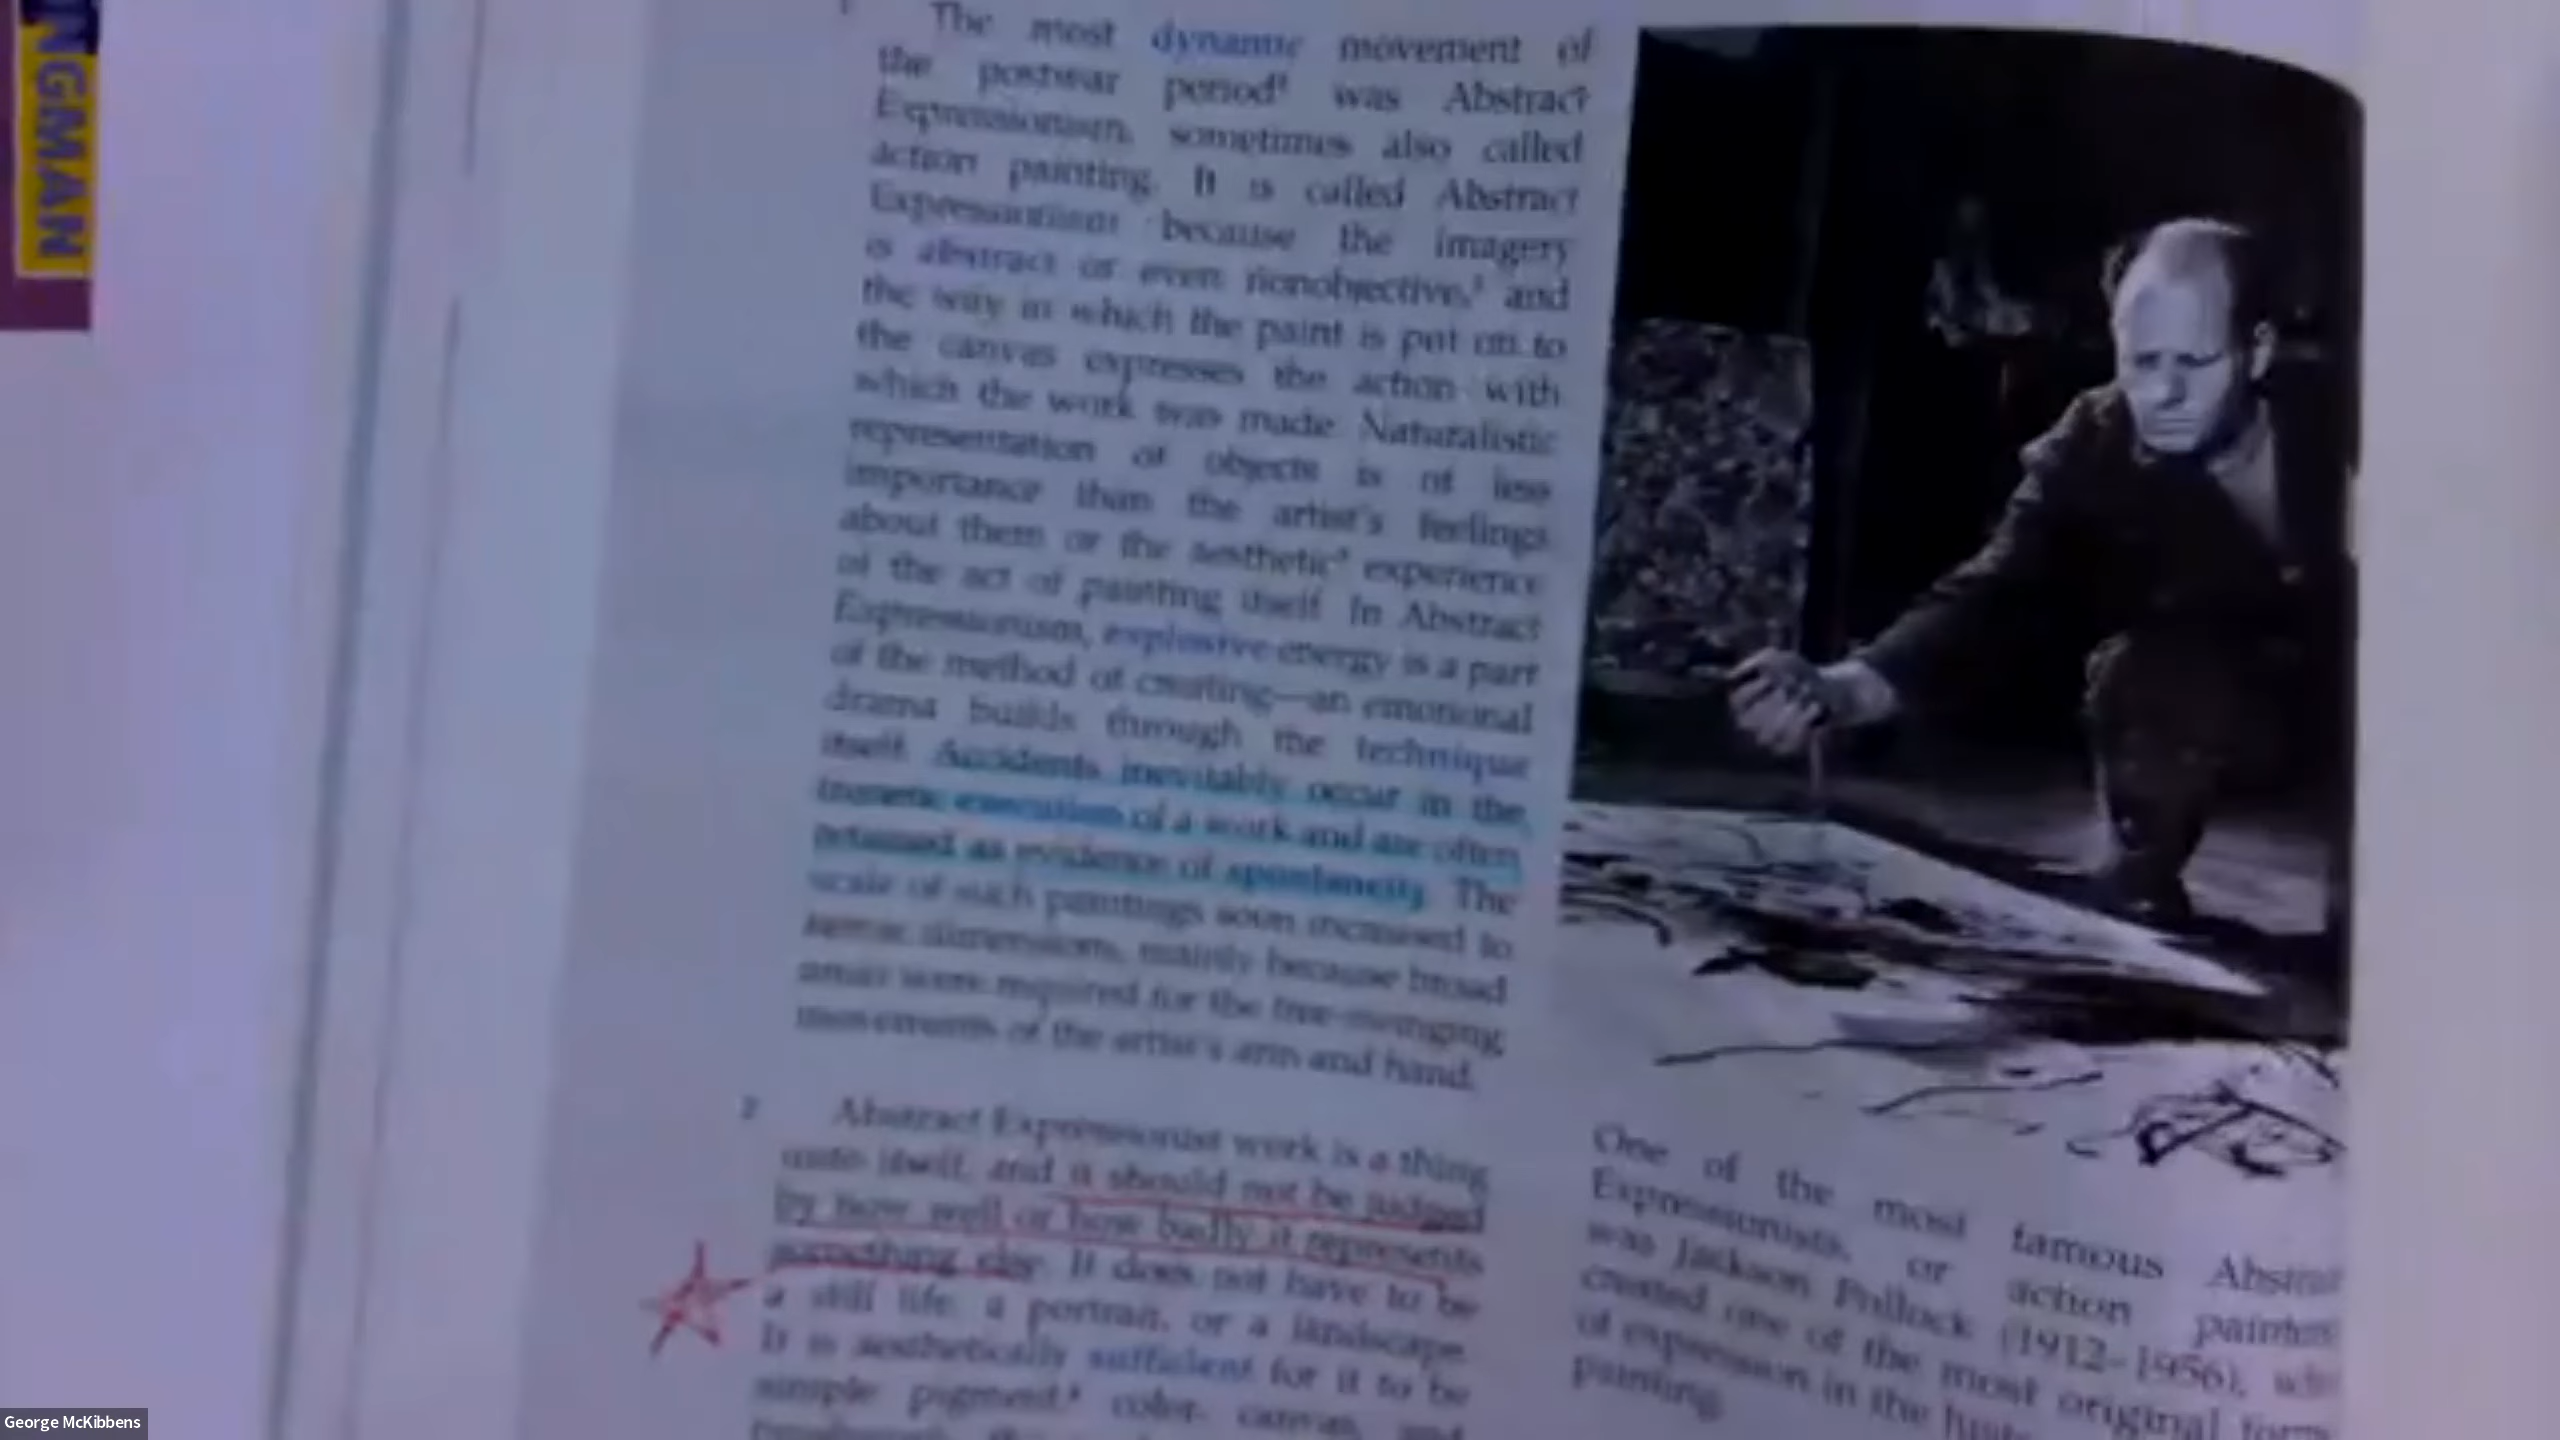 NGMAN
1 The most dynamic movement of
the postwar period¹ was Abstract
Expressionism, sometimes also called
action painting. It is called Abstract
Expressionism because the imagery
is abstract or even nonobjective,² and
the way in which the paint is put on to
the canvas expresses the action with
which the work was made. Naturalistic
representation of objects is of less
importance than the artist's feelings
about them or the aesthetic³ experience
of the act of painting itself. In Abstract
Expressionism, explosive energy is a part
of the method of creating—an emotional
drama builds through the technique
itself. Accidents inevitably occur in the
frenetic execution of a work and are often
retained as evidence of spontaneity. The
scale of such paintings soon increased to
heroic dimensions, mainly because broad
areas were required for the free-swinging
movements of the artist's arm and hand.
2 Abstract Expressionist work is a thing
unto itself, and it should not be judged
by how well or how badly it represents
something else. It does not have to be
a still life, a portrait, or a landscape.
It is aesthetically sufficient for it to be
simple pigment,⁴ color, canvas, and
One of the most famous Abstract
Expressionists, or action painters
was Jackson Pollock (1912–1956), who
created one of the most original forms
of expression in the
painting.
George McKibbens